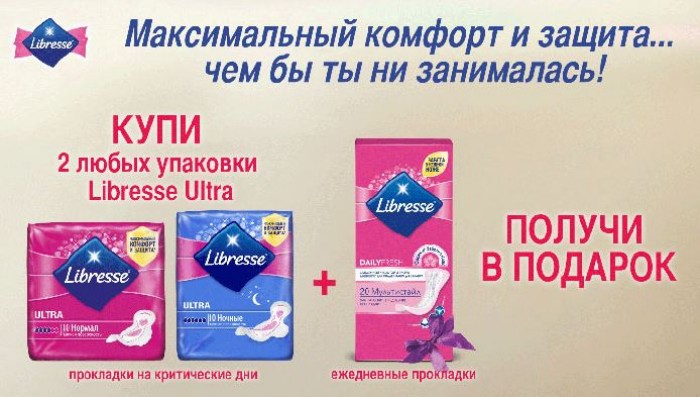 Libresse
Максимальный комфорт и защита...
чем бы ты ни занималась!
КУПИ
2 любых упаковки
Libresse Ultra
Libresse
ULTRA
10 Нормал
Libresse
ULTRA
10 Ночные
+
Libresse
DAILYFRESH
20 Мультистайл
ПОЛУЧИ
В ПОДАРОК
прокладки на критические дни
ежедневные прокладки